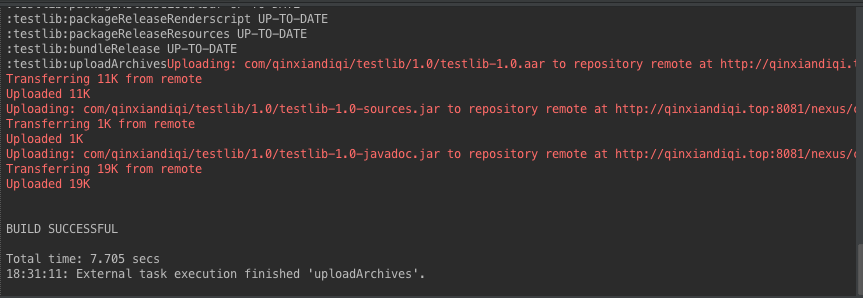 :testlib:packageReleaseRenderscript UP-TO-DATE
:testlib:packageReleaseResources UP-TO-DATE
:testlib:bundleRelease UP-TO-DATE
:testlib:uploadArchivesUploading: com/qinxiandiqi/testlib/1.0/testlib-1.0.aar to repository remote at http://qinxiandiqi.t
Transferring 11K from remote
Uploaded 11K
Uploading: com/qinxiandiqi/testlib/1.0/testlib-1.0-sources.jar to repository remote at http://qinxiandiqi.top:8081/nexus/c
Transferring 1K from remote
Uploaded 1K
Uploading: com/qinxiandiqi/testlib/1.0/testlib-1.0-javadoc.jar to repository remote at http://qinxiandiqi.top:8081/nexus/c
Transferring 19K from remote
Uploaded 19K
BUILD SUCCESSFUL
Total time: 7.705 secs
18:31:11: External task execution finished 'uploadArchives'.